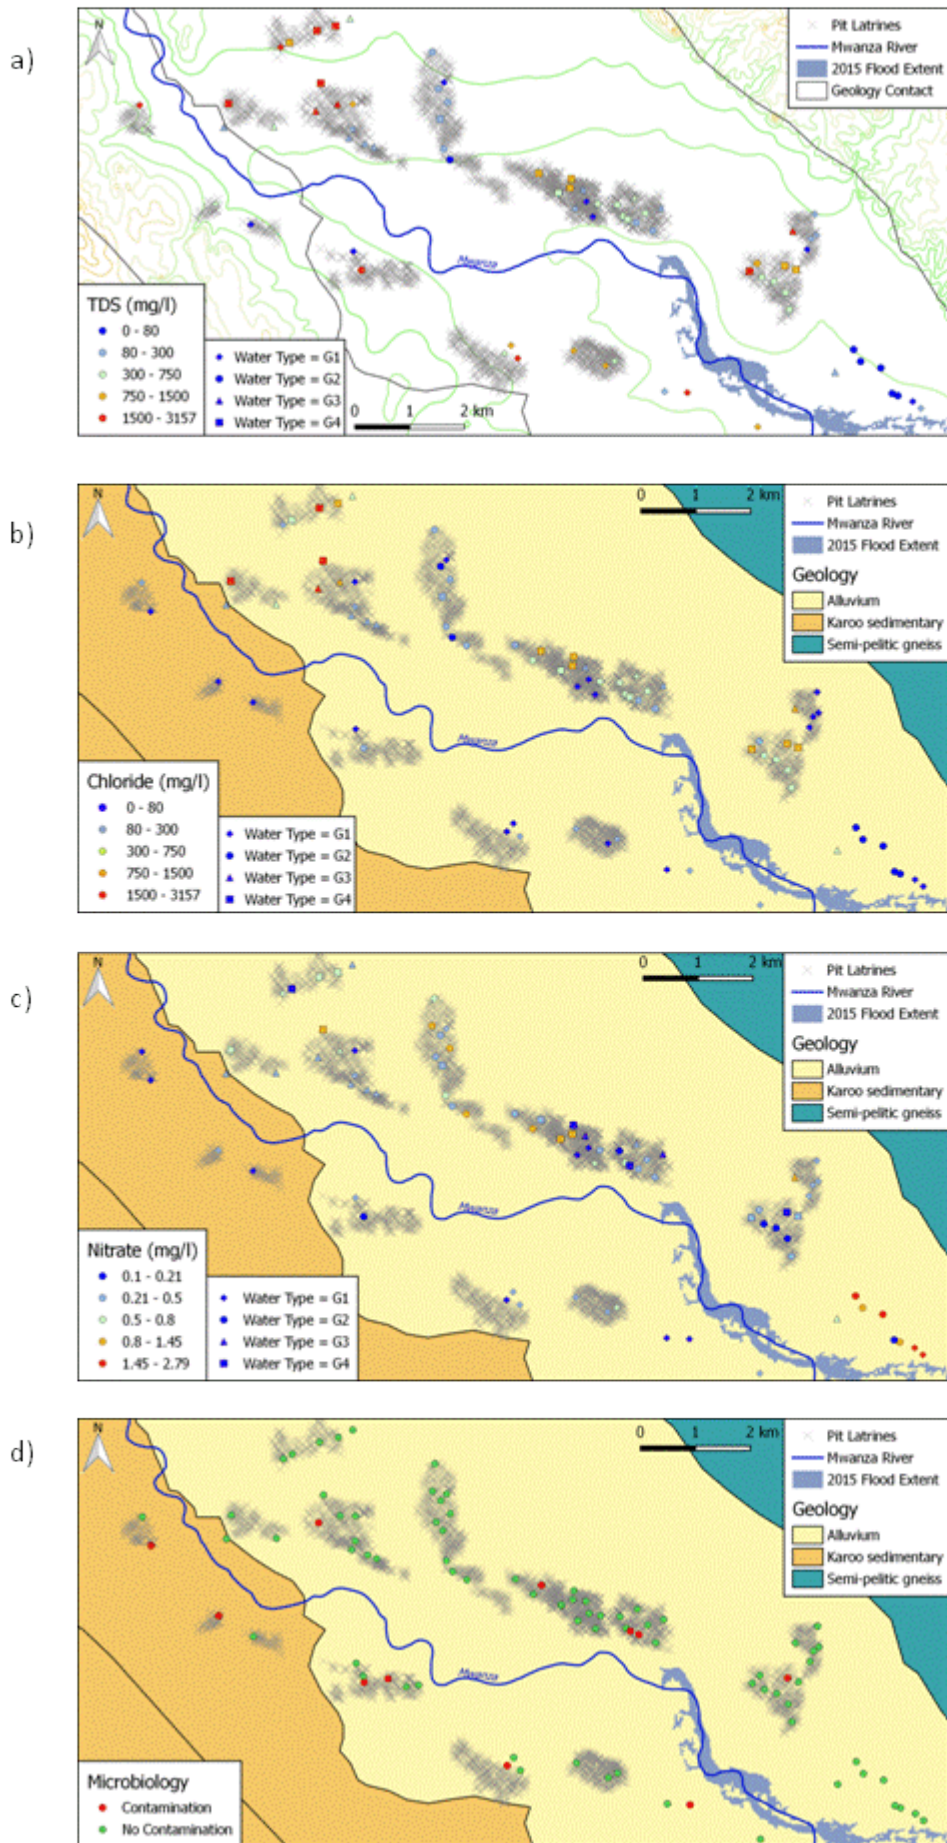 a)
N
Pit Latrines
Mwanza River
2015 Flood Extent
Geology Contact
Mwanza
TDS (mg/l)
0 - 80
80 - 300
300 - 750
750 - 1500
1500 - 3157
Water Type = G1
Water Type = G2
Water Type = G3
Water Type = G4
0 1 2 km
b)
N
0 1 2 km
Pit Latrines
Mwanza River
2015 Flood Extent
Geology
Alluvium
Karoo sedimentary
Semi-pelitic gneiss
Mwanza
Chloride (mg/l)
0 - 80
80 - 300
300 - 750
750 - 1500
1500 - 3157
Water Type = G1
Water Type = G2
Water Type = G3
Water Type = G4
c)
N
0 1 2 km
Pit Latrines
Mwanza River
2015 Flood Extent
Geology
Alluvium
Karoo sedimentary
Semi-pelitic gneiss
Mwanza
Nitrate (mg/l)
0.1 - 0.21
0.21 - 0.5
0.5 - 0.8
0.8 - 1.45
1.45 - 2.79
Water Type = G1
Water Type = G2
Water Type = G3
Water Type = G4
d)
N
0 1 2 km
Pit Latrines
Mwanza River
2015 Flood Extent
Geology
Alluvium
Karoo sedimentary
Semi-pelitic gneiss
Mwanza
Microbiology
Contamination
No Contamination